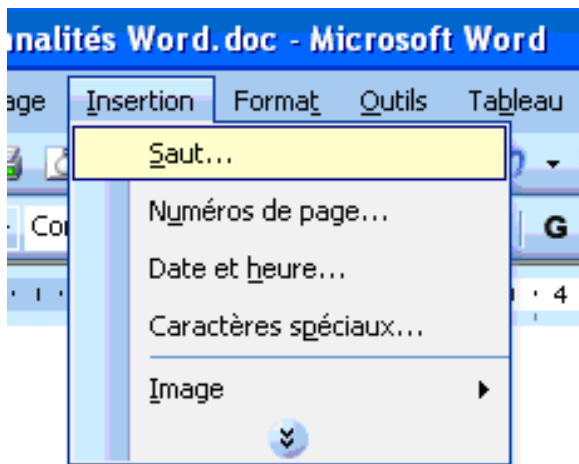 nnalités Word.doc - Microsoft Word
age Insertion Format Outils Tableau
Saut...
Co G
Numéros de page...
Date et heure...
4
Caractères spéciaux...
Image